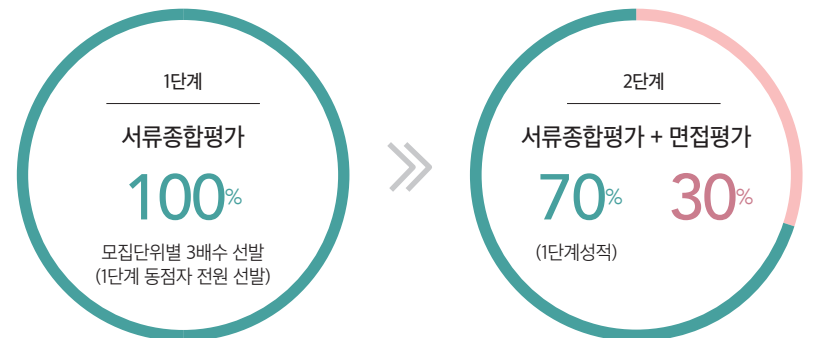 1단계
서류종합평가
100%
모집단위별 3배수 선발
(1단계 동점자 전원 선발)
2단계
서류종합평가 + 면접평가
70% 30%
(1단계성적)